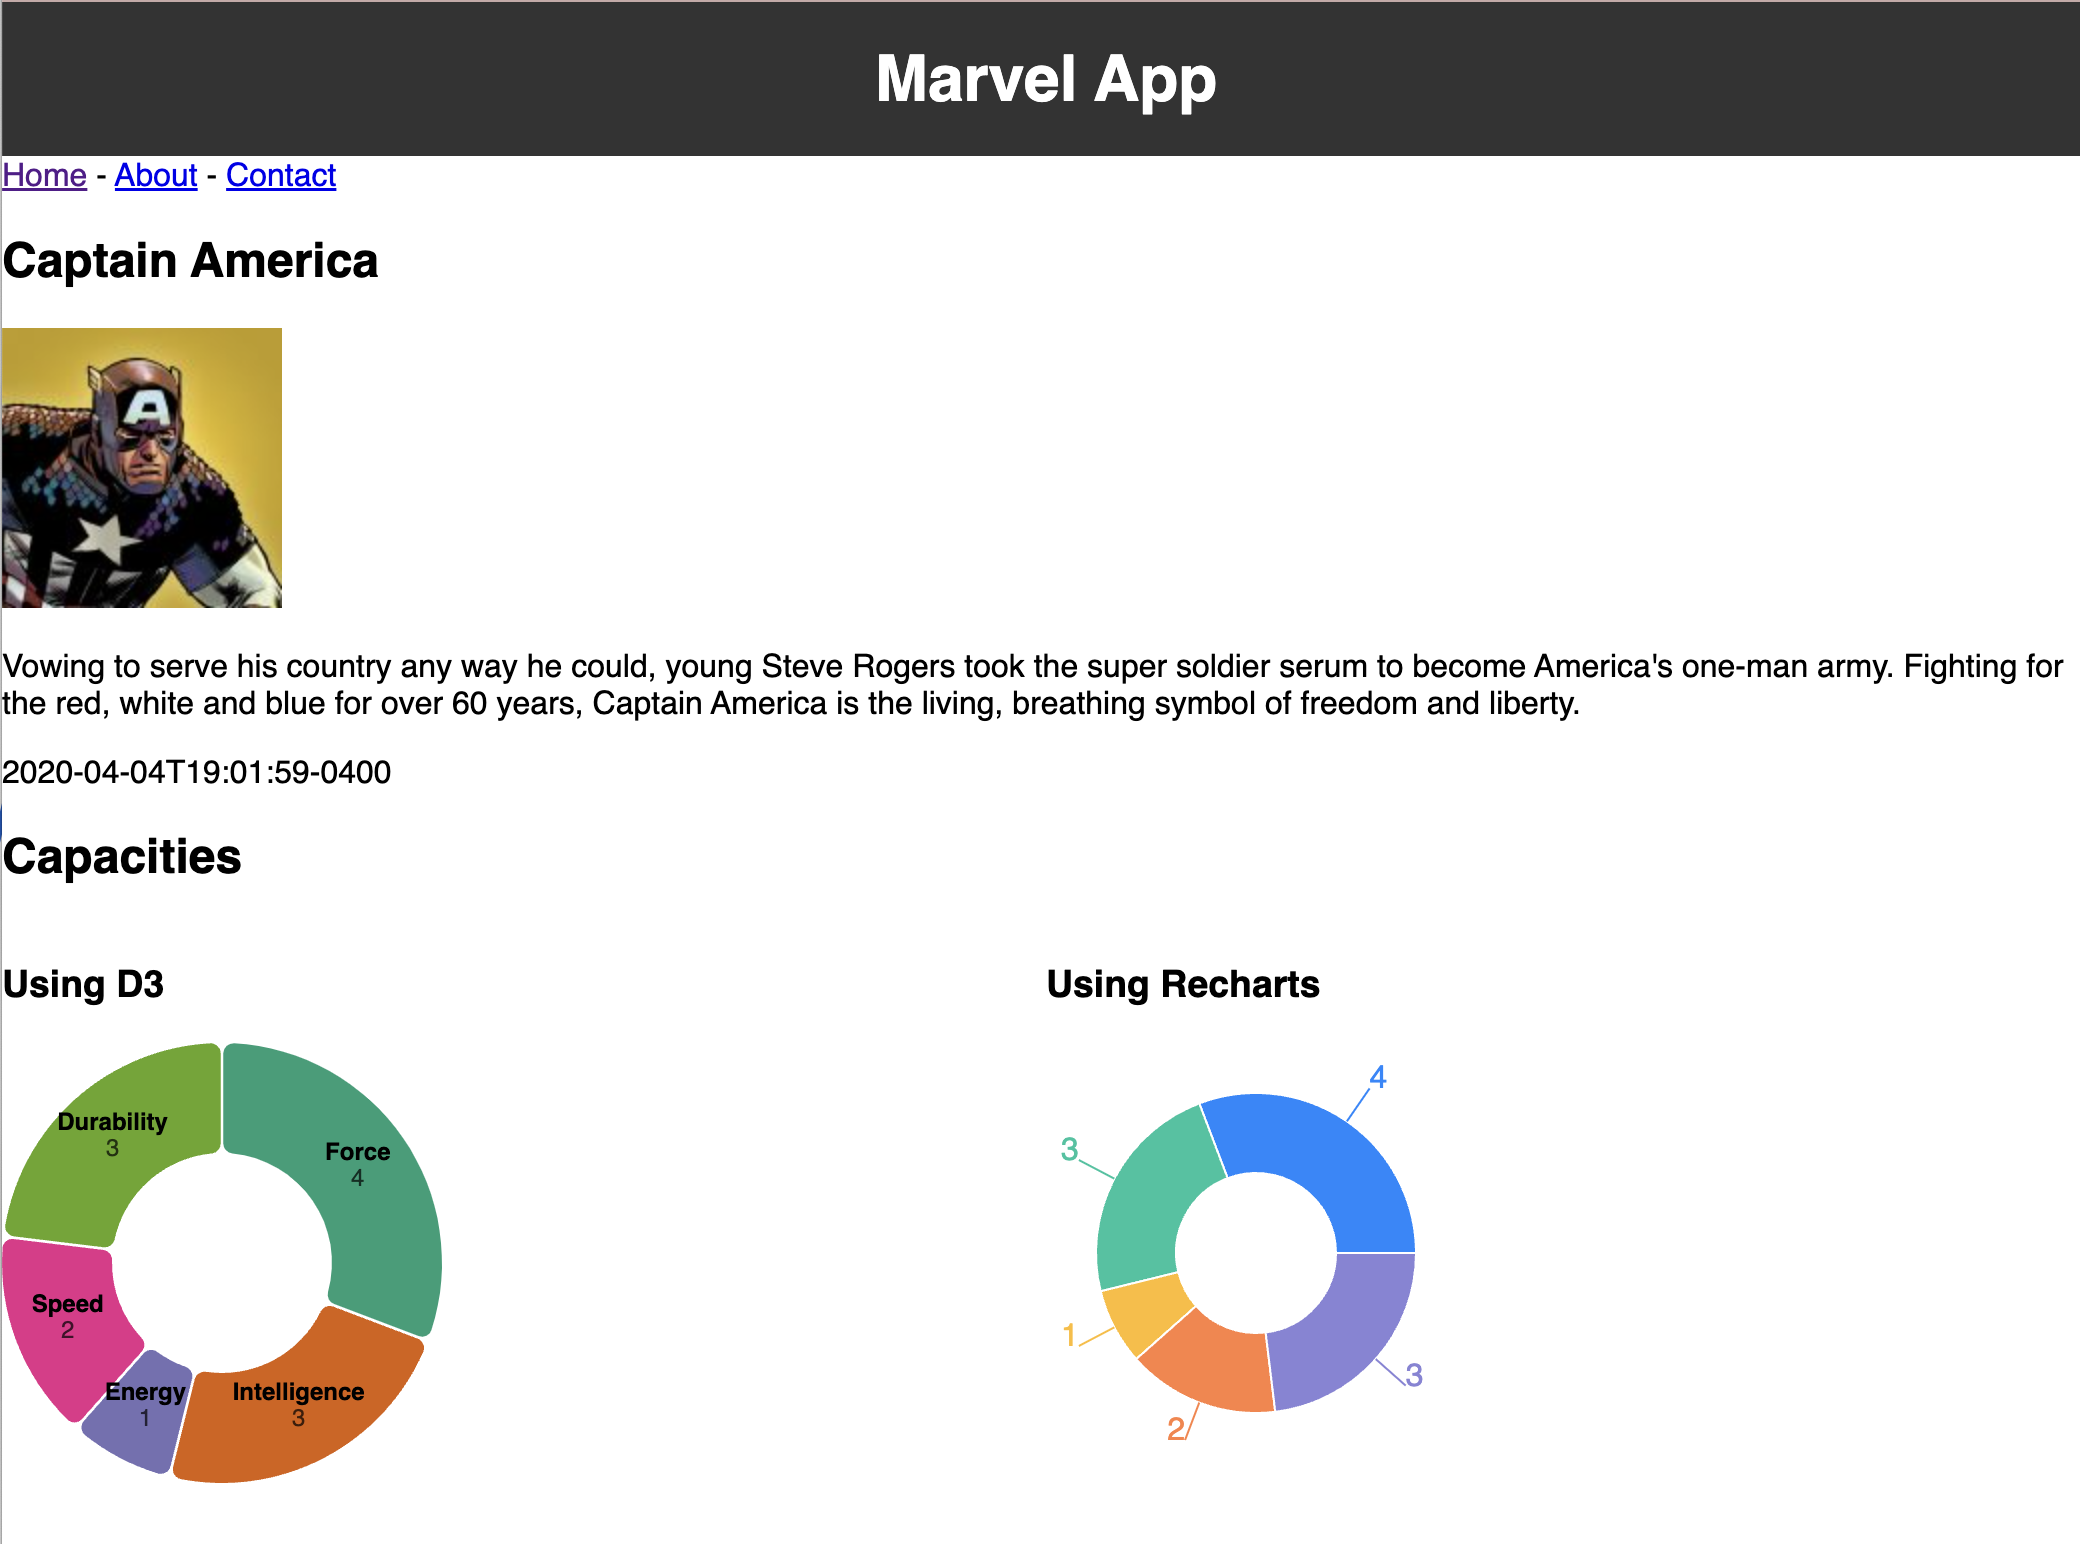 Marvel App
Home - About - Contact
Captain America
A
Vowing to serve his country any way he could, young Steve Rogers took the super soldier serum to become America's one-man army. Fighting for
the red, white and blue for over 60 years, Captain America is the living, breathing symbol of freedom and liberty.
2020-04-04T19:01:59-0400
Capacities
Using D3
Durability
3
Force
4
Speed
2
Energy
1
Intelligence
3
Using Recharts
4
3
1
3
2